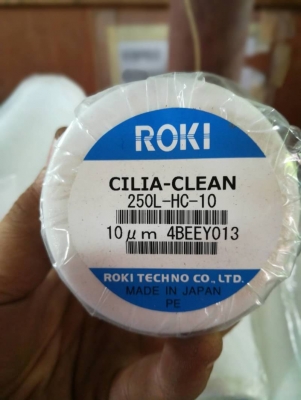 ROKI
CILIA-CLEAN
250L-HC-10
10μm 4BEEY013
ROKI TECHNO CO., LTD.
MADE IN JAPAN
PE